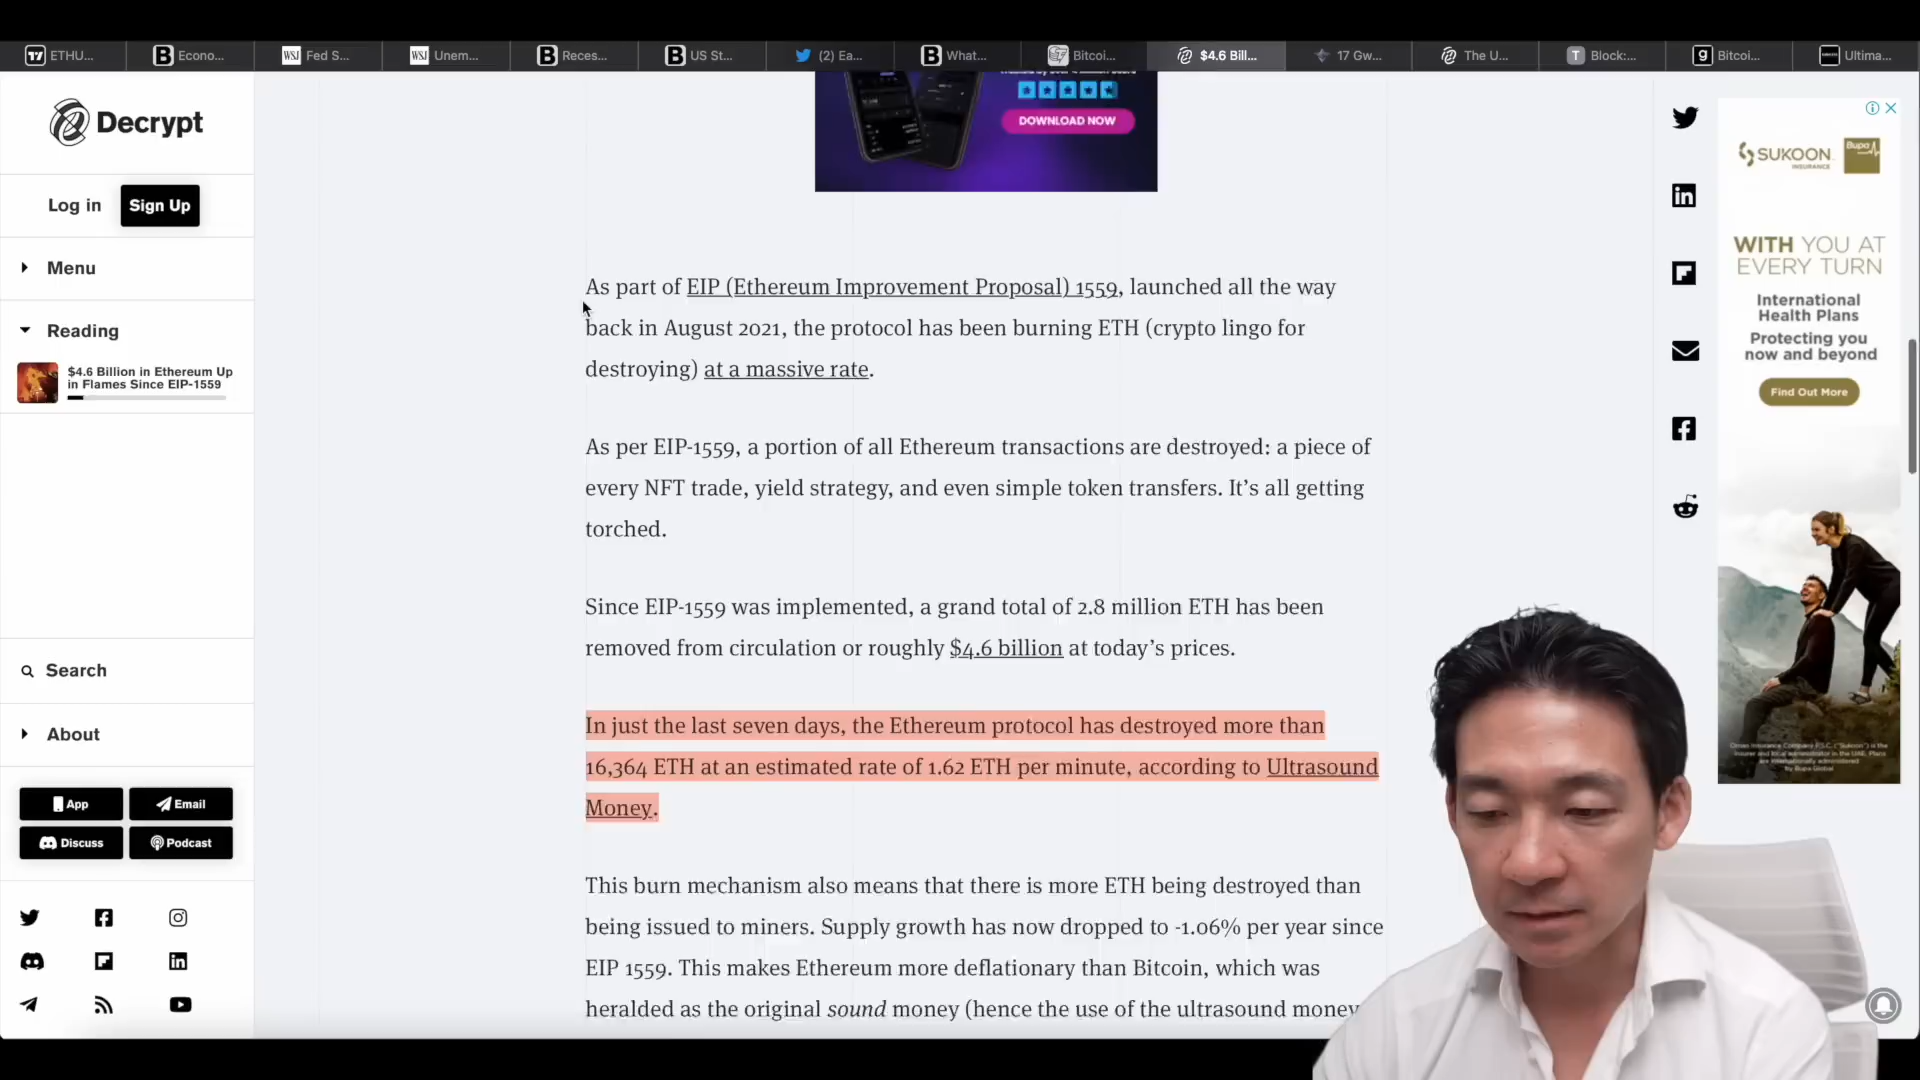 ETHU...
Econo...
WSJ
Fed S...
WSJ
Unem...
Reces...
US St...
(2) Ea...
What...
Bitcoi...
$4.6 Bill...
17 Gw...
The U...
Block:...
Bitcoi...
Ultima...
Decrypt
Log in
Sign Up
Menu
Reading
$4.6 Billion in Ethereum Up
in Flames Since EIP-1559
Search
About
App
Email
Discuss
Podcast
DOWNLOAD NOW
As part of EIP (Ethereum Improvement Proposal) 1559, launched all the way
back in August 2021, the protocol has been burning ETH (crypto lingo for
destroying) at a massive rate.
As per EIP-1559, a portion of all Ethereum transactions are destroyed: a piece of
every NFT trade, yield strategy, and even simple token transfers. It’s all getting
torched.
Since EIP-1559 was implemented, a grand total of 2.8 million ETH has been
removed from circulation or roughly $4.6 billion at today’s prices.
In just the last seven days, the Ethereum protocol has destroyed more than
16,364 ETH at an estimated rate of 1.62 ETH per minute, according to Ultrasound
Money.
This burn mechanism also means that there is more ETH being destroyed than
being issued to miners. Supply growth has now dropped to -1.06% per year since
EIP 1559. This makes Ethereum more deflationary than Bitcoin, which was
heralded as the original sound money (hence the use of the ultrasound money
SUKOON
INSURANCE
Bupa
WITH YOU AT
EVERY TURN
International
Health Plans
Protecting you
now and beyond
Find Out More